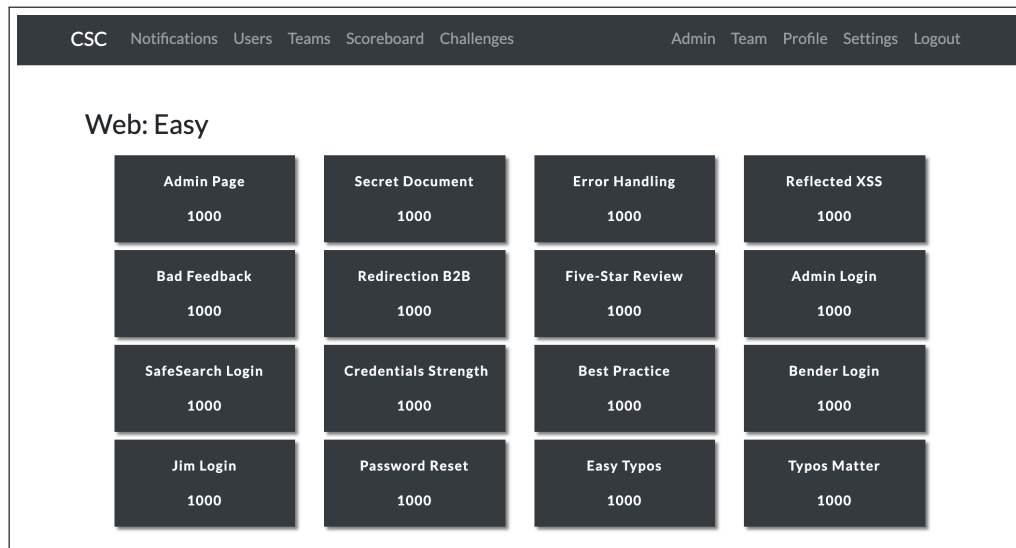 CSC Notifications Users Teams Scoreboard Challenges Admin Team Profile Settings Logout
Web: Easy
Admin Page Secret Document Error Handling Reflected XSS
1000 1000 1000 1000
Bad Feedback Redirection B2B Five-Star Review Admin Login
1000 1000 1000 1000
SafeSearch Login Credentials Strength Best Practice Bender Login
1000 1000 1000 1000
Jim Login Password Reset Easy Typos Typos Matter
1000 1000 1000 1000